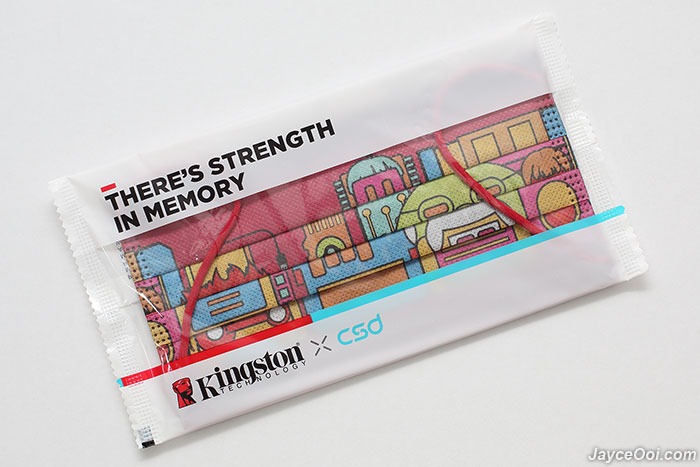 THERE'S STRENGTH
IN MEMORY
Kingston X csd
TECHNOLOGY
JayceOoi.com